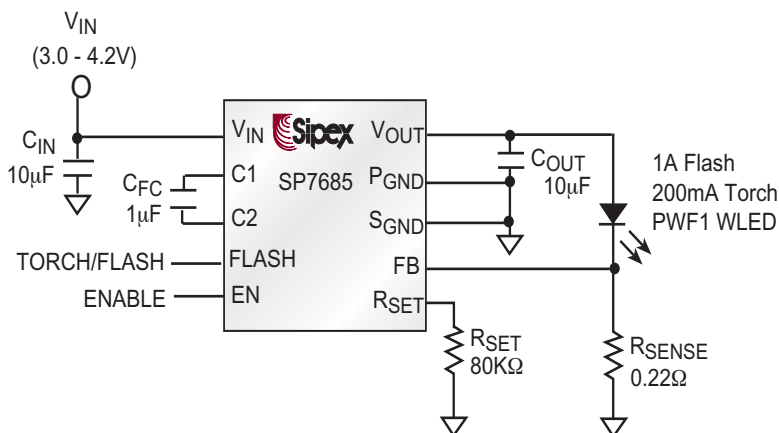 VIN
(3.0 - 4.2V)
CIN
10µF
CFC
1µF
TORCH/FLASH
ENABLE
Sipex
SP7685
VIN
C1
C2
FLASH
EN
VOUT
PGND
SGND
FB
RSET
COUT
10µF
1A Flash
200mA Torch
PWF1 WLED
RSET
80KΩ
RSENSE
0.22Ω